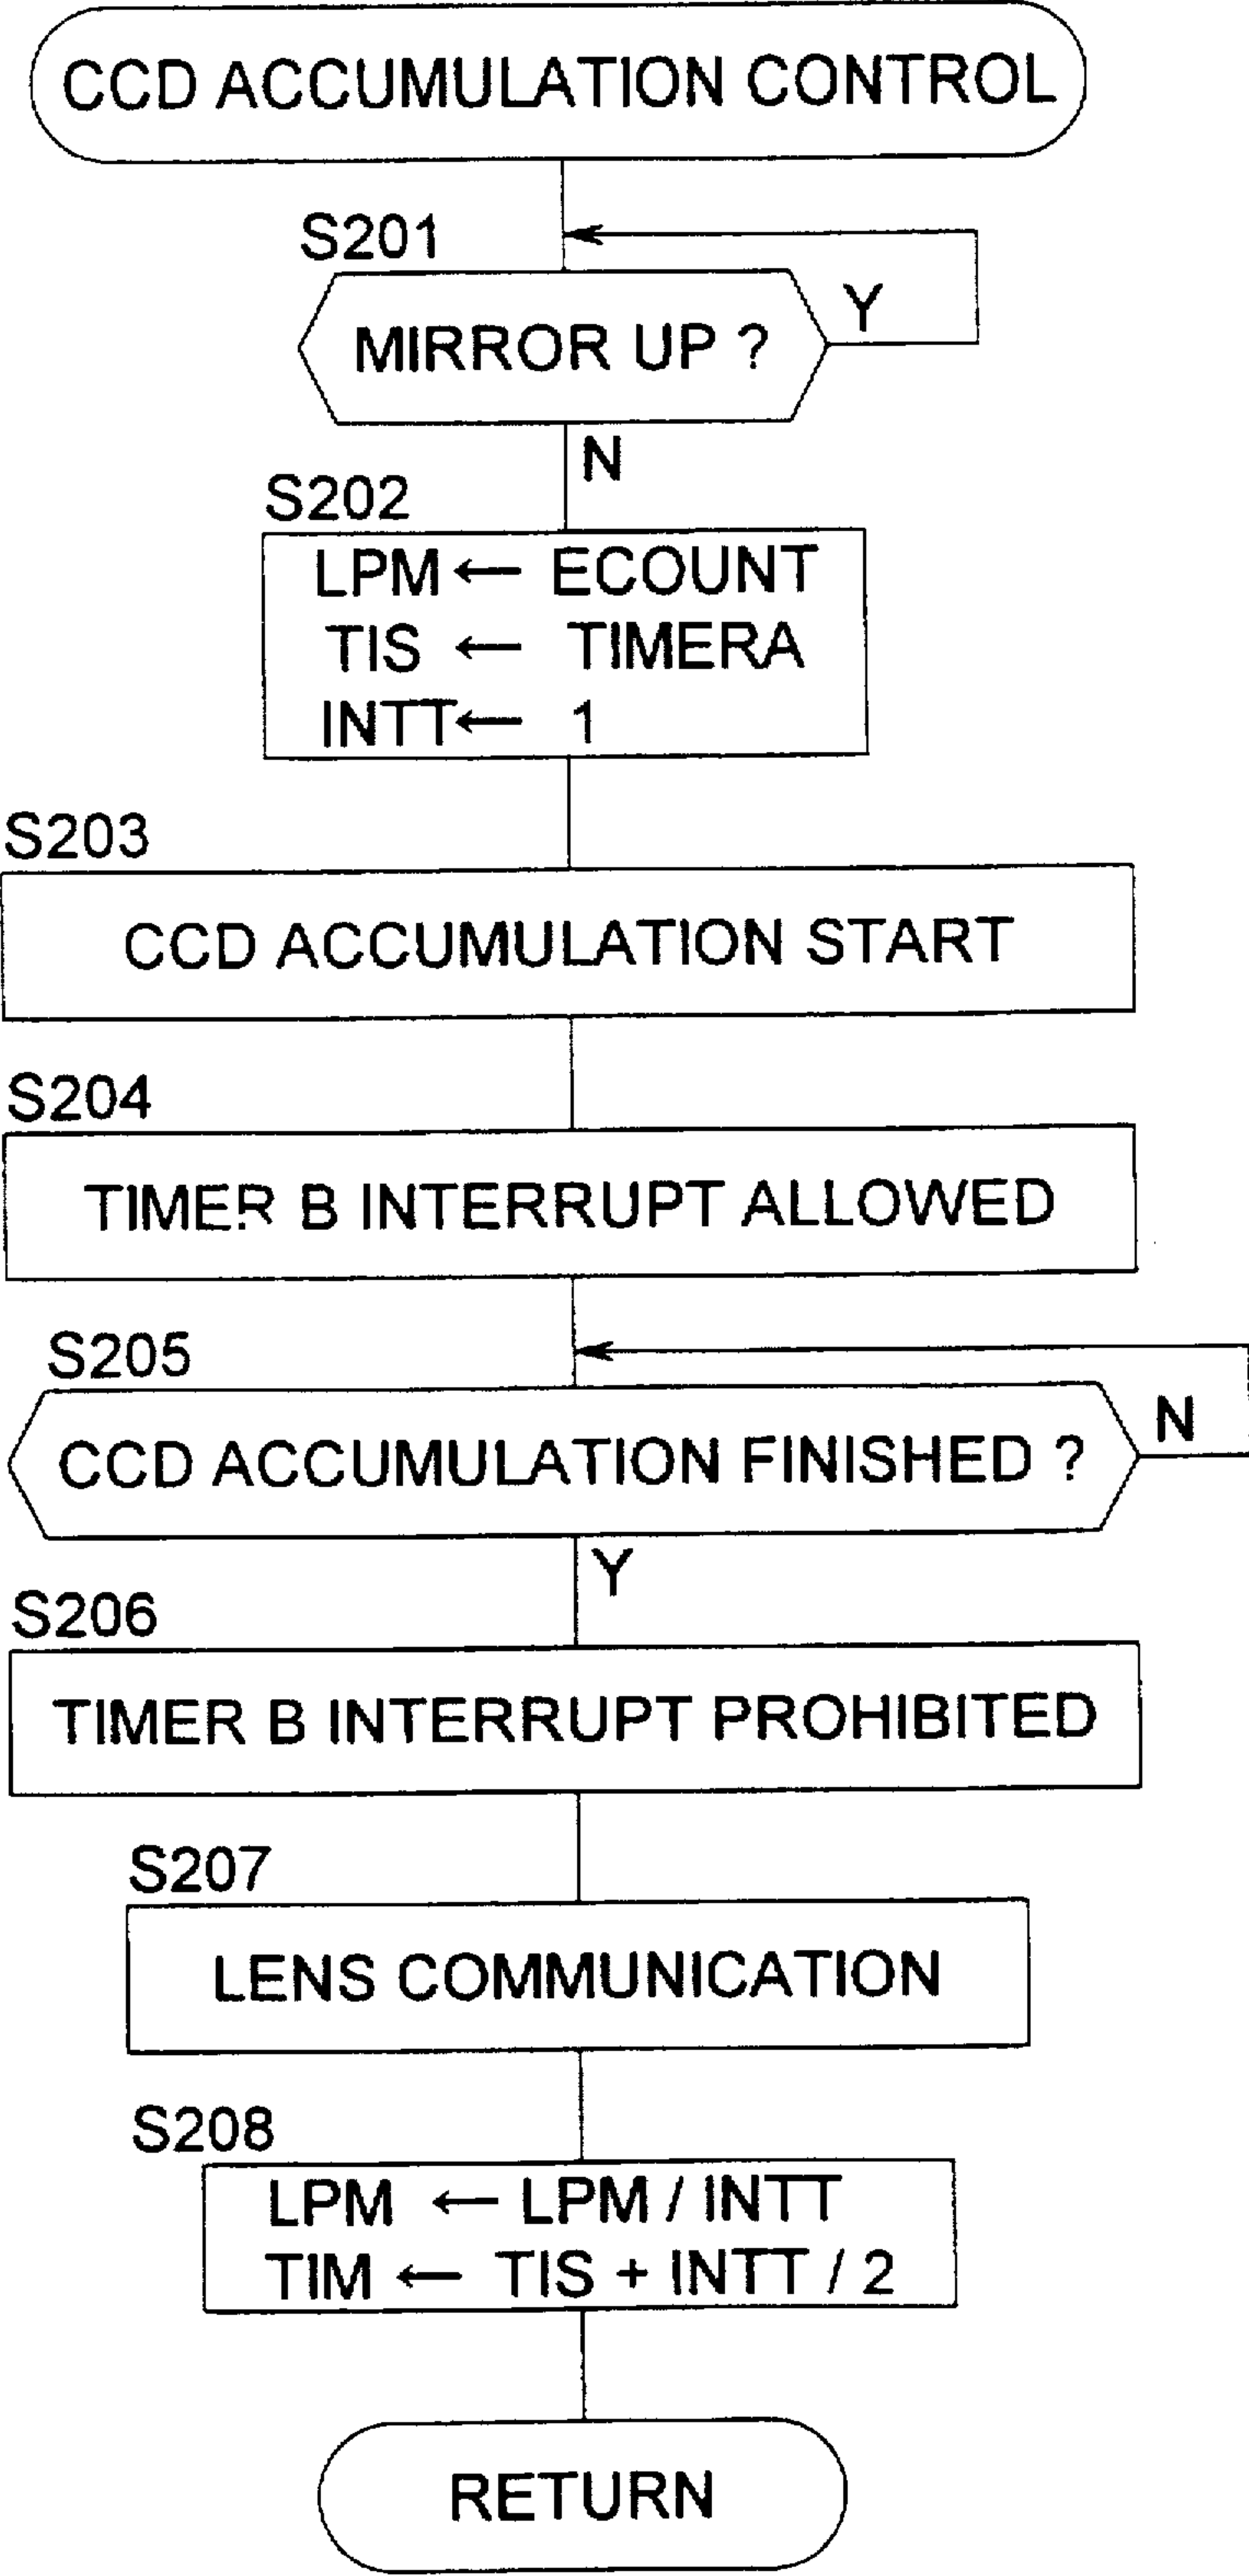 CCD ACCUMULATION CONTROL
S201
MIRROR UP ?
Y
N
S202
LPM ← ECOUNT
TIS ← TIMERA
INTT ← 1
S203
CCD ACCUMULATION START
S204
TIMER B INTERRUPT ALLOWED
S205
CCD ACCUMULATION FINISHED ?
N
Y
S206
TIMER B INTERRUPT PROHIBITED
S207
LENS COMMUNICATION
S208
LPM ← LPM / INTT
TIM ← TIS + INTT / 2
RETURN